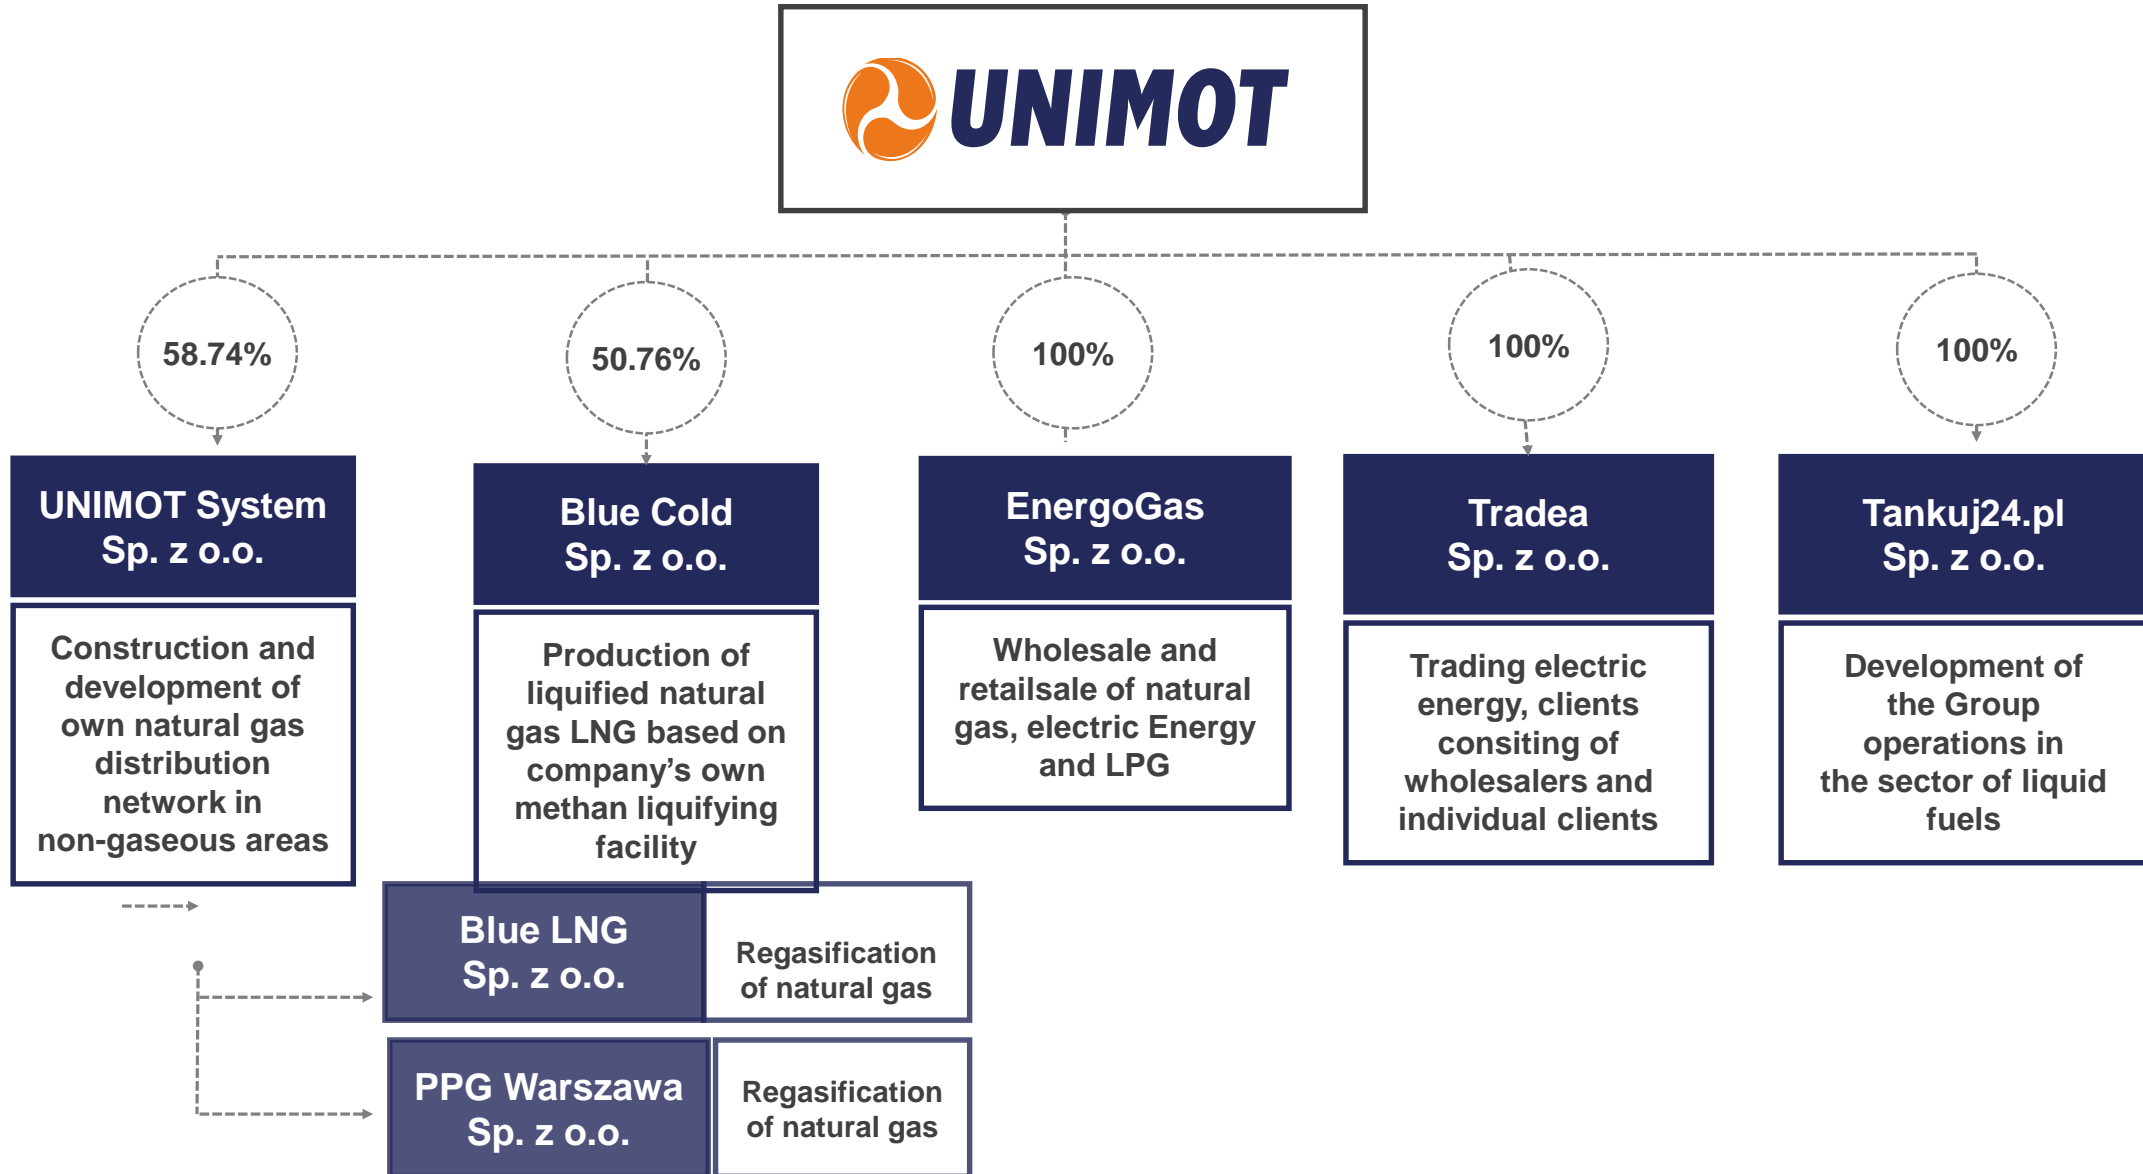 UNIMOT
58.74%
50.76%
100%
100%
100%
UNIMOT System
Sp. z o.o.
Construction and
development of
own natural gas
distribution
network in
non-gaseous areas
Blue Cold
Sp. z o.o.
Production of
liquified natural
gas LNG based on
company’s own
methan liquifying
facility
EnergoGas
Sp. z o.o.
Wholesale and
retailsale of natural
gas, electric Energy
and LPG
Tradea
Sp. z o.o.
Trading electric
energy, clients
consiting of
wholesalers and
individual clients
Tankuj24.pl
Sp. z o.o.
Development of
the Group
operations in
the sector of liquid
fuels
Blue LNG
Sp. z o.o.
Regasification
of natural gas
PPG Warszawa
Sp. z o.o.
Regasification
of natural gas